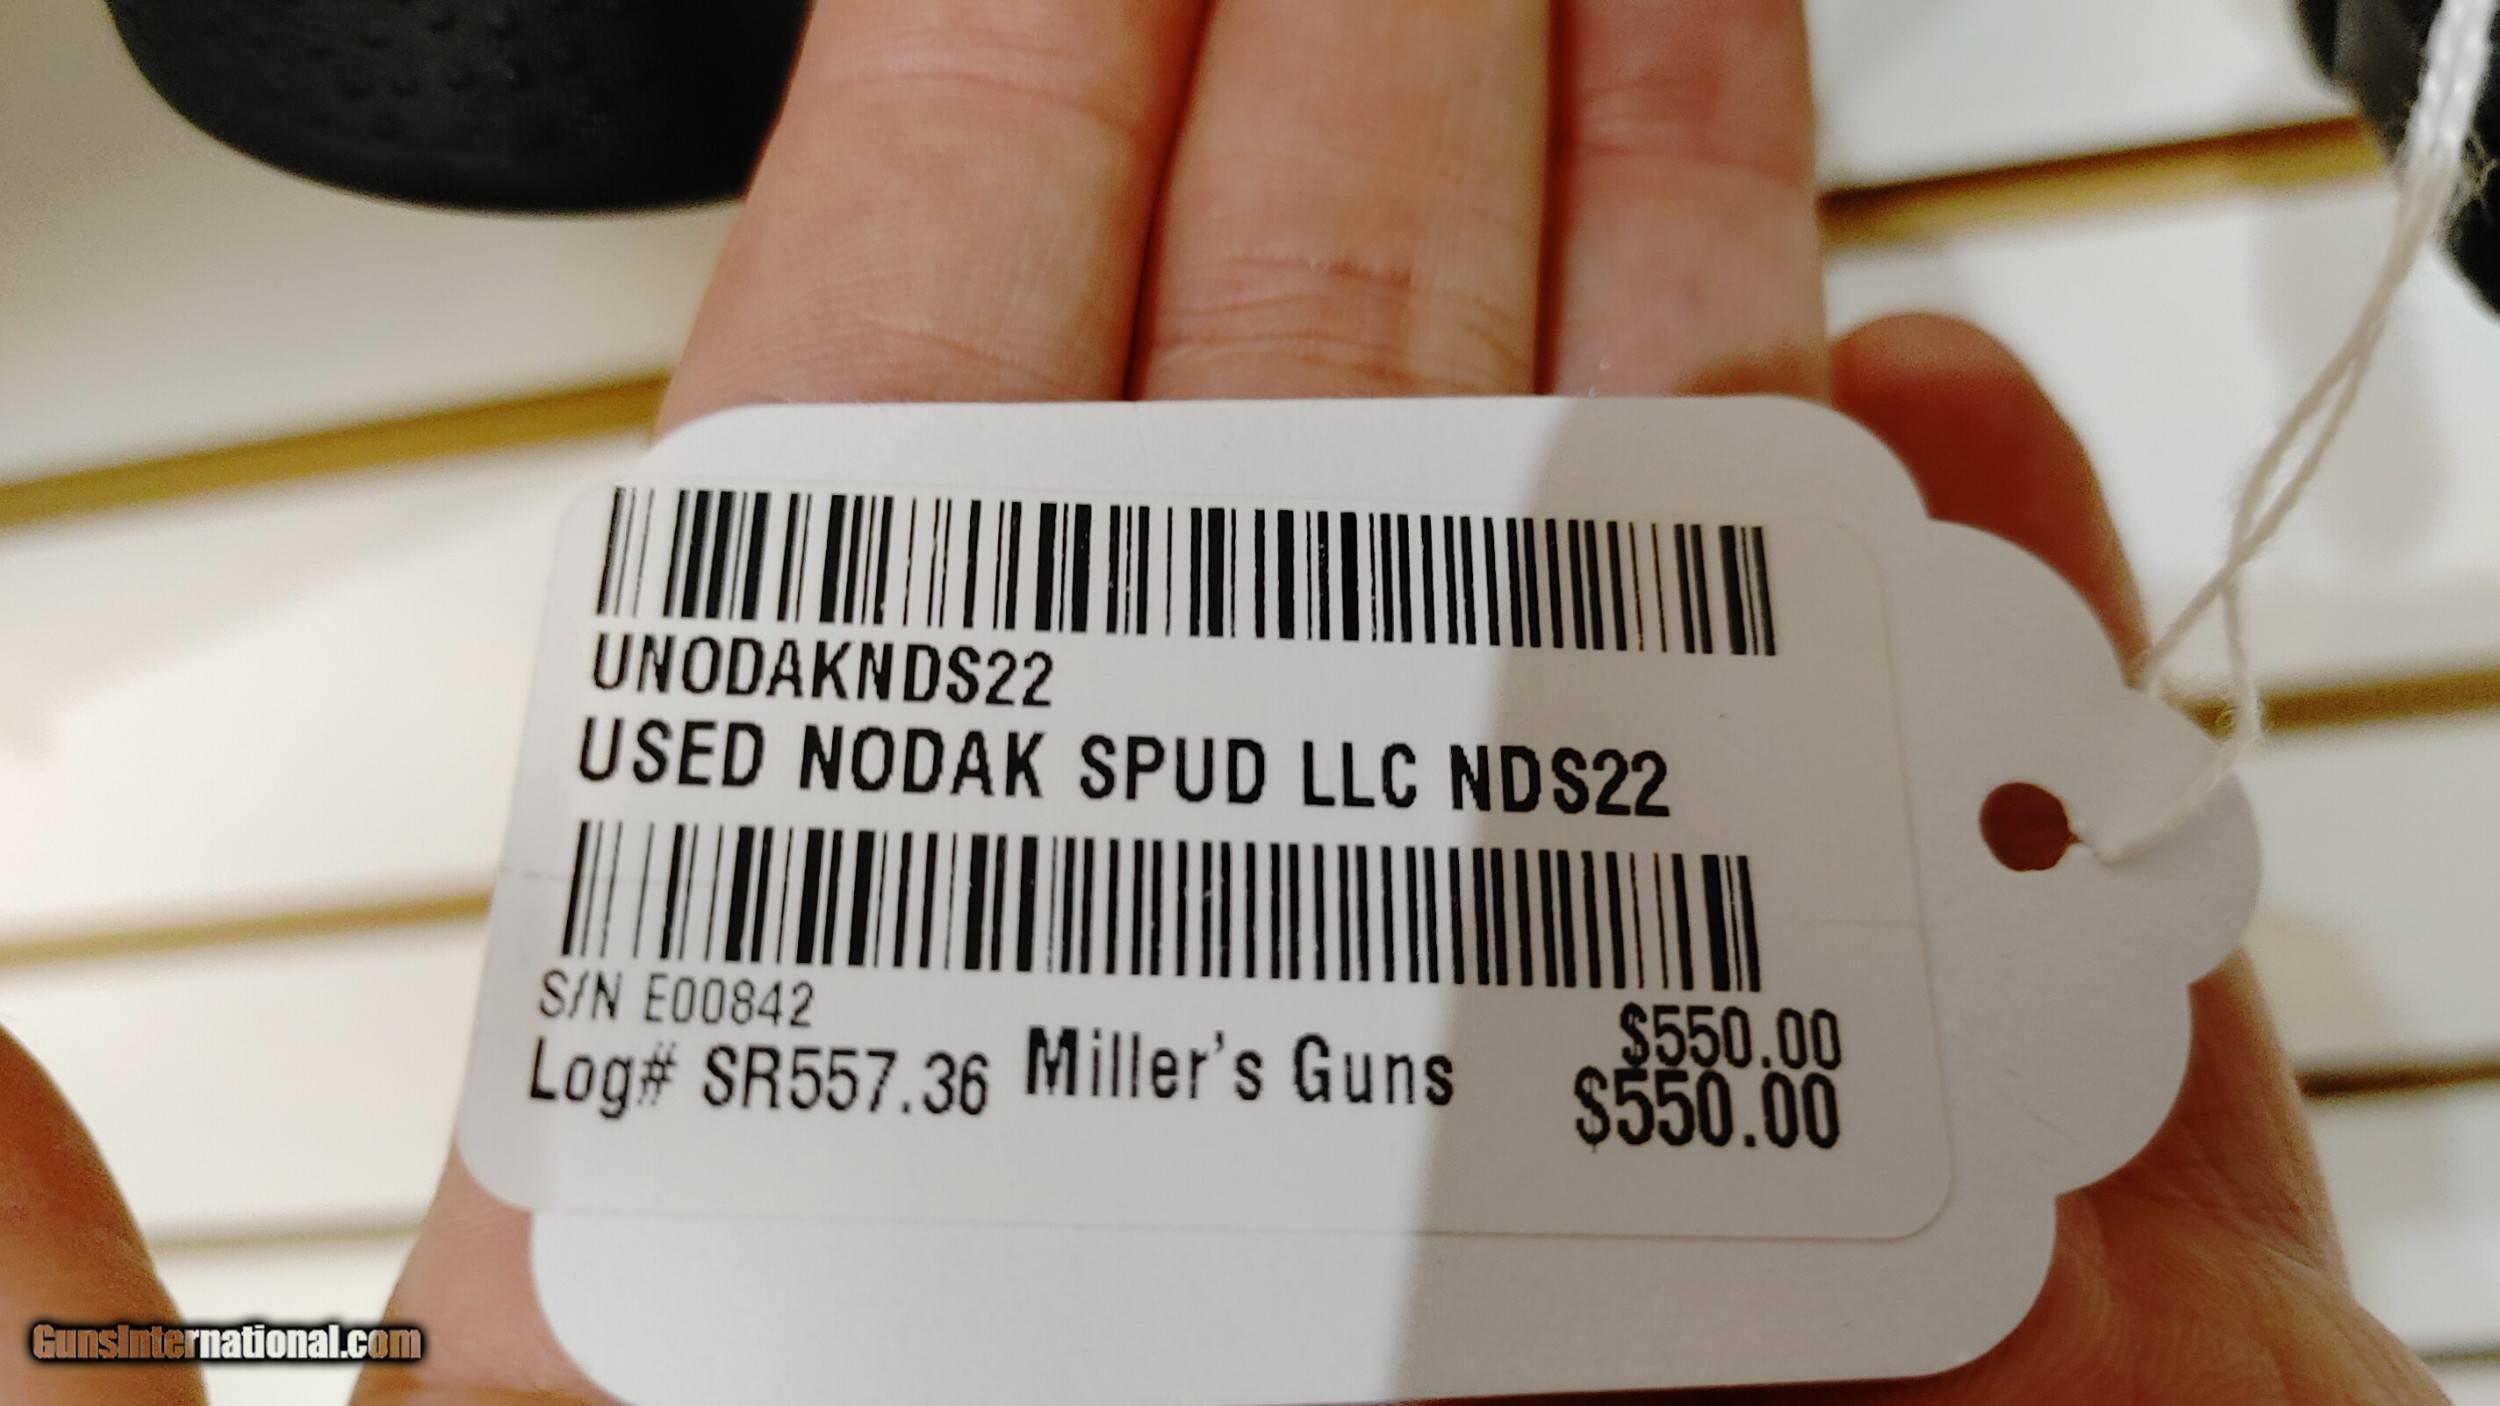 UNODAKNDS22
USED NODAK SPUD LLC NDS22
S/N E00842
$550.00
Log# SR557.36 Miller's Guns $550.00
GunsInternational.com